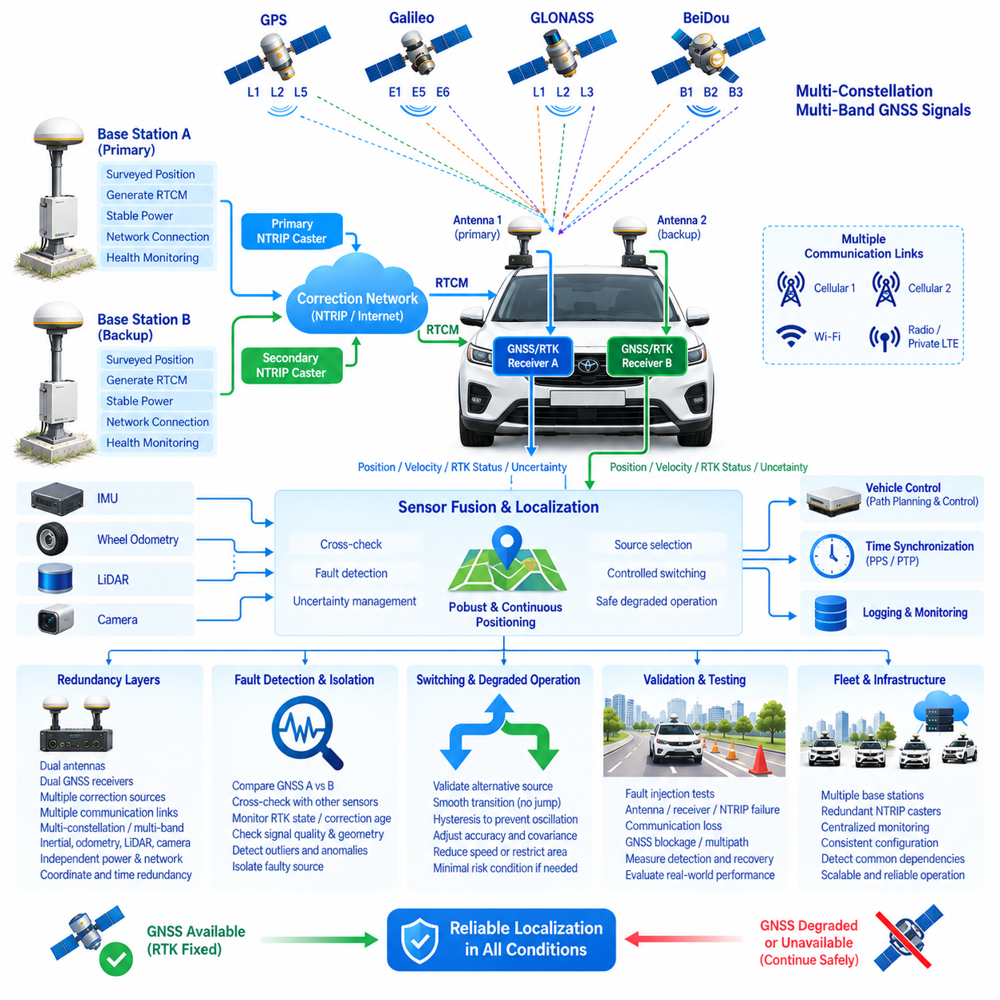 GPS
Galileo
GLONASS
BeiDou
L1 L2 L5
E1 E5 E6
L1 L2 L3
B1 B2 B3
Multi-Constellation
Multi-Band GNSS Signals
Base Station A
(Primary)
Surveyed Position
Generate RTCM
Stable Power
Network Connection
Health Monitoring
Primary
NTRIP Caster
Antenna 1
(primary)
Antenna 2
(backup)
Multiple
Communication Links
Cellular 1
Cellular 2
Wi-Fi
Radio /
Private LTE
Correction Network
(NTRIP / Internet)
RTCM
RTCM
Base Station B
(Backup)
Surveyed Position
Generate RTCM
Stable Power
Network Connection
Health Monitoring
Secondary
NTRIP Caster
GNSS/RTK
Receiver A
GNSS/RTK
Receiver B
Position / Velocity / RTK Status / Uncertainty
Position / Velocity / RTK Status / Uncetainty
IMU
Wheel Odometry
LiDAR
Camera
Sensor Fusion & Localization
Cross-check
Fault detection
Uncertainty management
Pobust & Continuous
Positioning
Source selection
Controlled switching
Safe degraded operation
Vehicle Control
(Path Planning & Control)
Time Synchronization
(PPS / PTP)
Logging & Monitoring
Redundancy Layers
Dual antennas
Dual GNSS receivers
Multiple correction sources
Multiple communication links
Multi-constellation / multi-band
Inertial, odometry, LiDAR, camera
Independent power & network
Coordinate and time redundancy
Fault Detection & Isolation
Compare GNSS A vs B
Cross-check with other sensors
Monitor RTK state / correction age
Check signal quality & geometry
Detect outliers and anomalies
Isolate faulty source
Switching & Degraded Operation
Validate alternative source
Smooth transition (no jump)
Hysteresis to prevent oscillation
Adjust accuracy and covariance
Reduce speed or restrict area
Minimal risk condition if needed
Validation & Testing
Fault injection tests
Antenna / receiver / NTRIP failure
Communication loss
GNSS blockage / multipath
Measure detection and recovery
Evaluate real-world performance
Fleet & Infrastructure
Multiple base stations
Redundant NTRIP casters
Centralized monitoring
Consistent configuration
Detect common dependencies
Scalable and reliable operation
GNSS Available
(RTK Fixed)
Reliable Localization
in All Conditions
GNSS Degraded
or Unavailable
(Continue Safely)